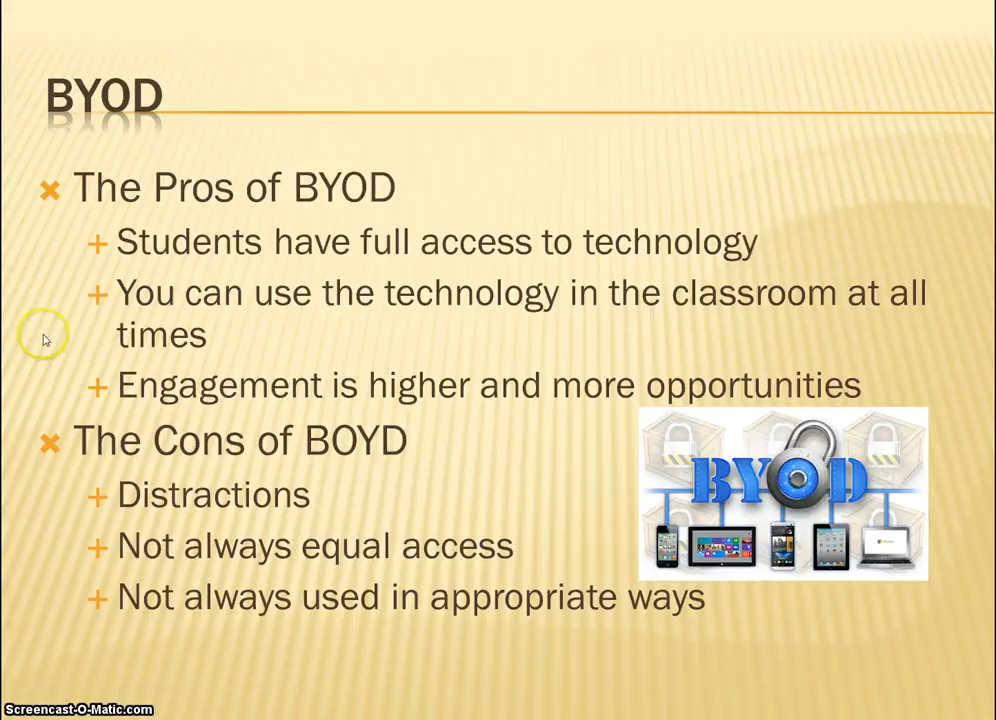 BYOD
The Pros of BYOD
Students have full access to technology
You can use the technology in the classroom at all
times
Engagement is higher and more opportunities
The Cons of BOYD
Distractions
Not always equal access
Not always used in appropriate ways
BYOD
Screencast-O-Matic.com